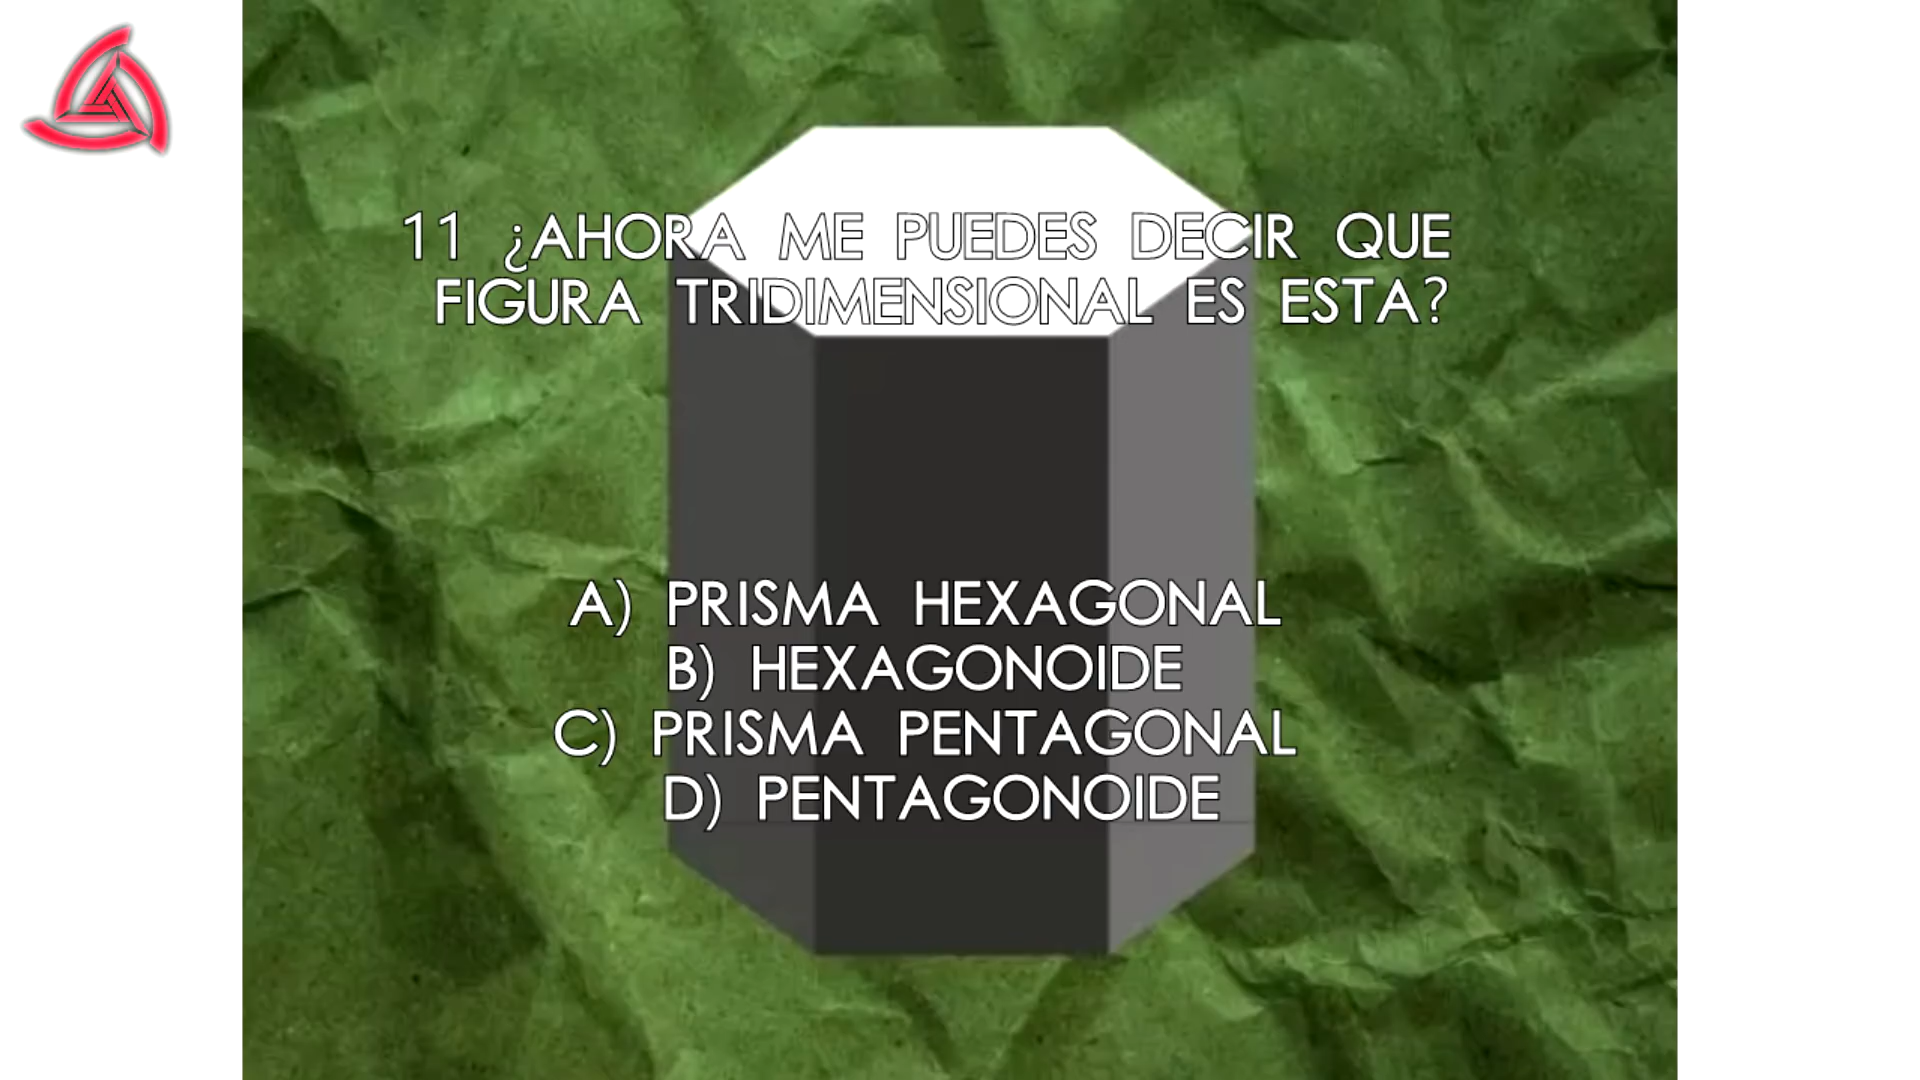 11 ¿AHORA ME PUEDES DECIR QUE
FIGURA TRIDIMENSIONAL ES ESTA?
A) PRISMA HEXAGONAL
B) HEXAGONOIDE
C) PRISMA PENTAGONAL
D) PENTAGONOIDE